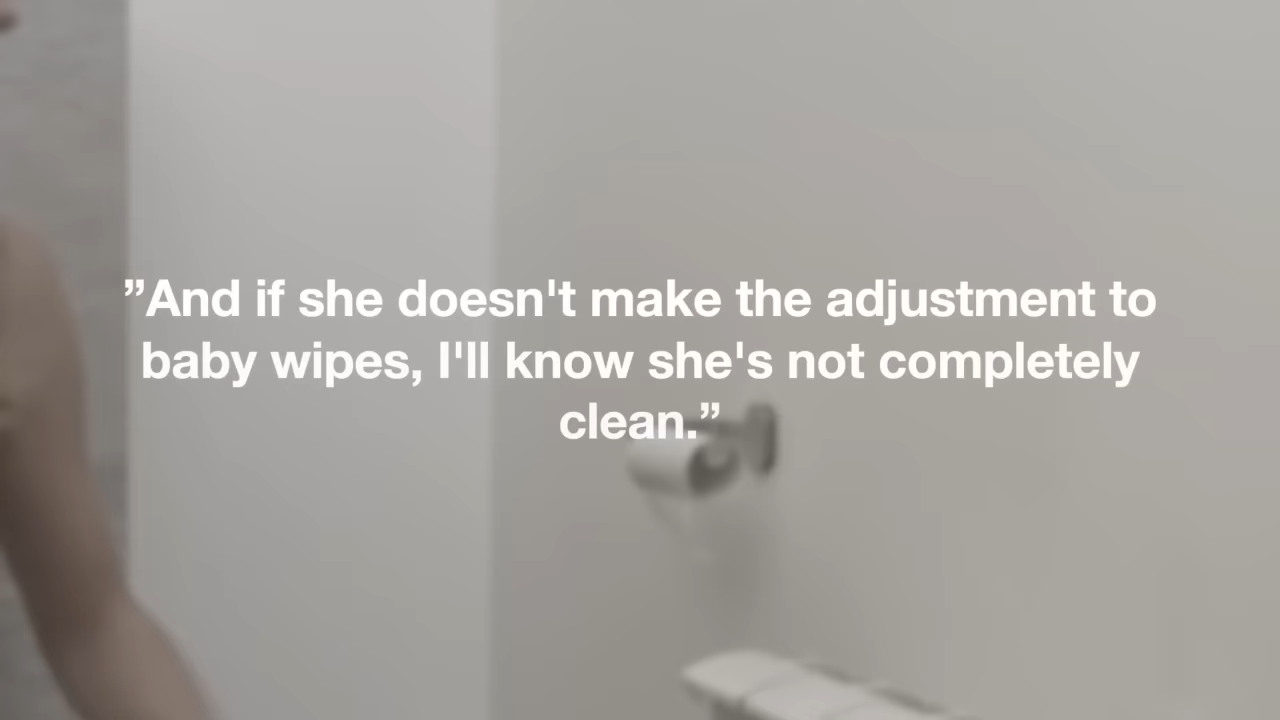 ”And if she doesn't make the adjustment to
baby wipes, I'll know she's not completely
clean.”